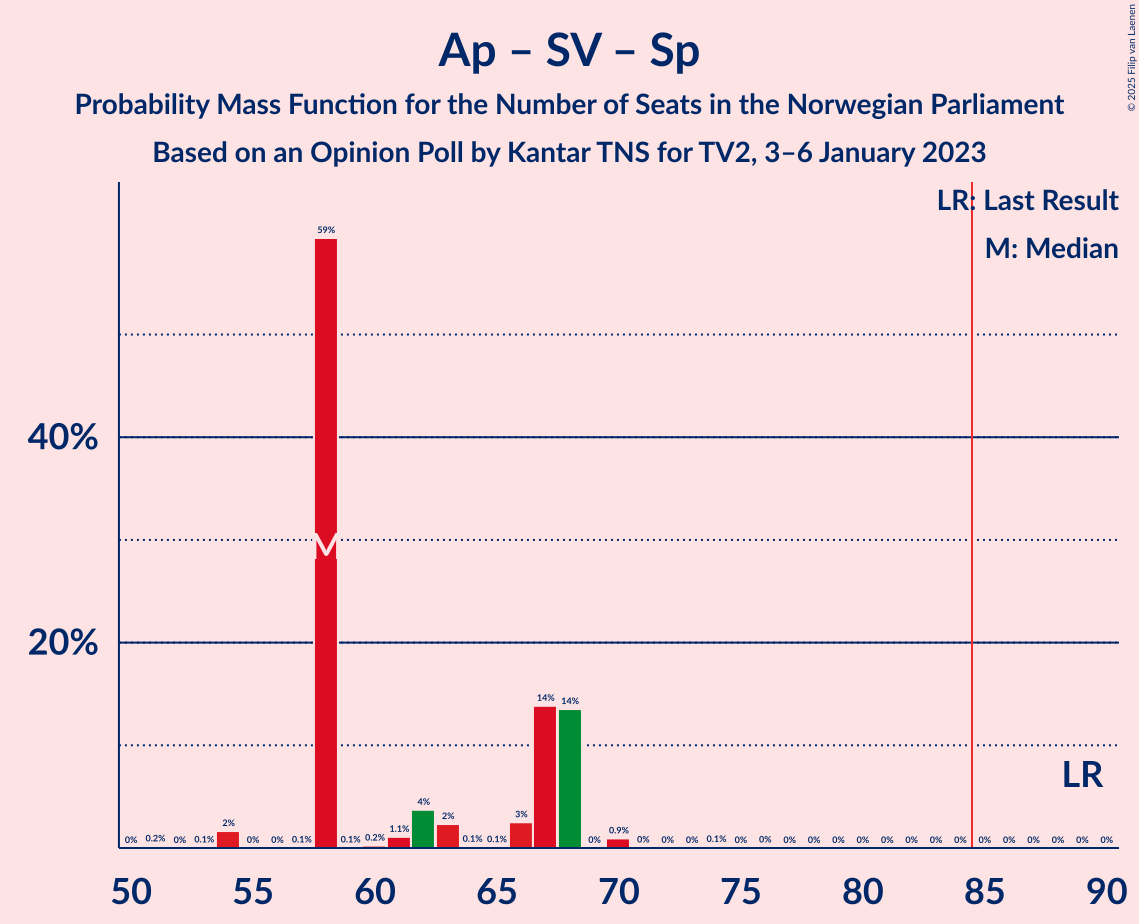 Ap – SV – Sp
Probability Mass Function for the Number of Seats in the Norwegian Parliament
Based on an Opinion Poll by Kantar TNS for TV2, 3–6 January 2023
© 2025 Filip van Laenen
LR: Last Result
M: Median
59%
40%
M
20%
14% 14%
LR
0% 0.2% 0% 0.1% 2% 0% 0% 0.1% 0.1% 0.2% 1.1% 4% 2% 0.1% 0.1% 3% 0% 0.9% 0% 0% 0% 0.1% 0% 0% 0% 0% 0% 0% 0% 0% 0% 0% 0% 0% 0% 0% 0% 0%
50 55 60 65 70 75 80 85 90